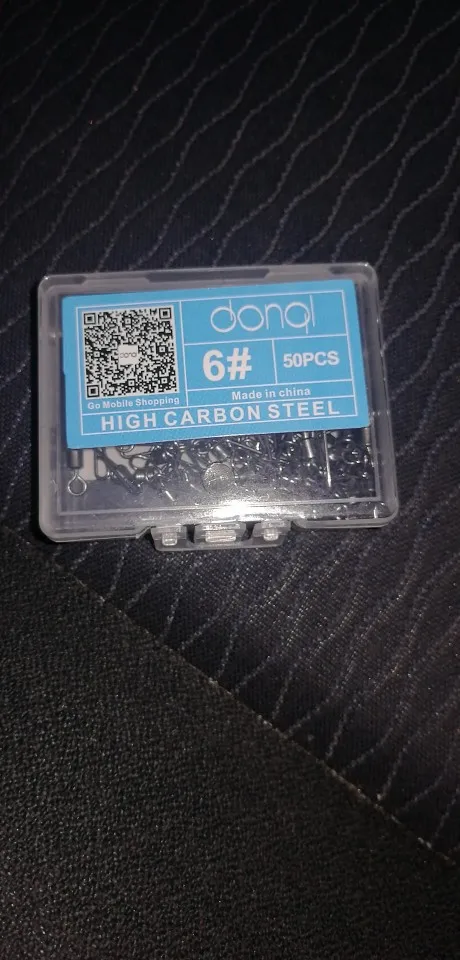 donql
6# 50PCS
Go Mobile Shopping
Made in china
HIGH CARBON STEEL